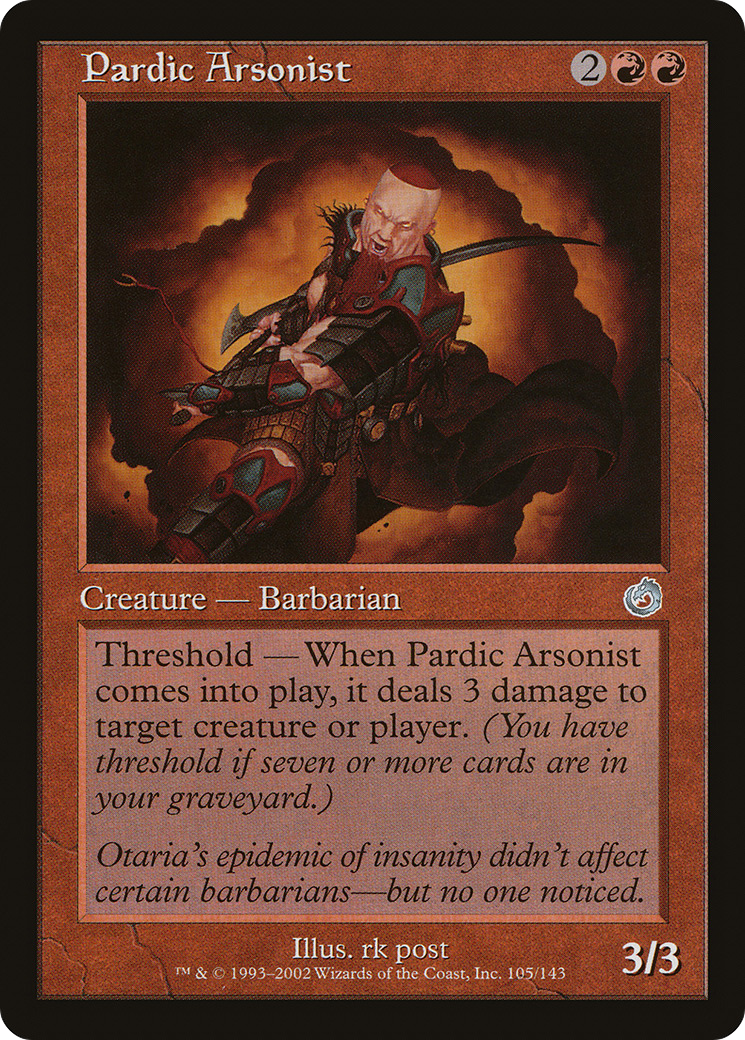 Pardic Arsonist
2
Creature — Barbarian
Threshold — When Pardic Arsonist
comes into play, it deals 3 damage to
target creature or player. (You have
threshold if seven or more cards are in
your graveyard.)
Otaria's epidemic of insanity didn't affect
certain barbarians—but no one noticed.
Illus. rk post
™ & © 1993–2002 Wizards of the Coast, Inc. 105/143
3/3